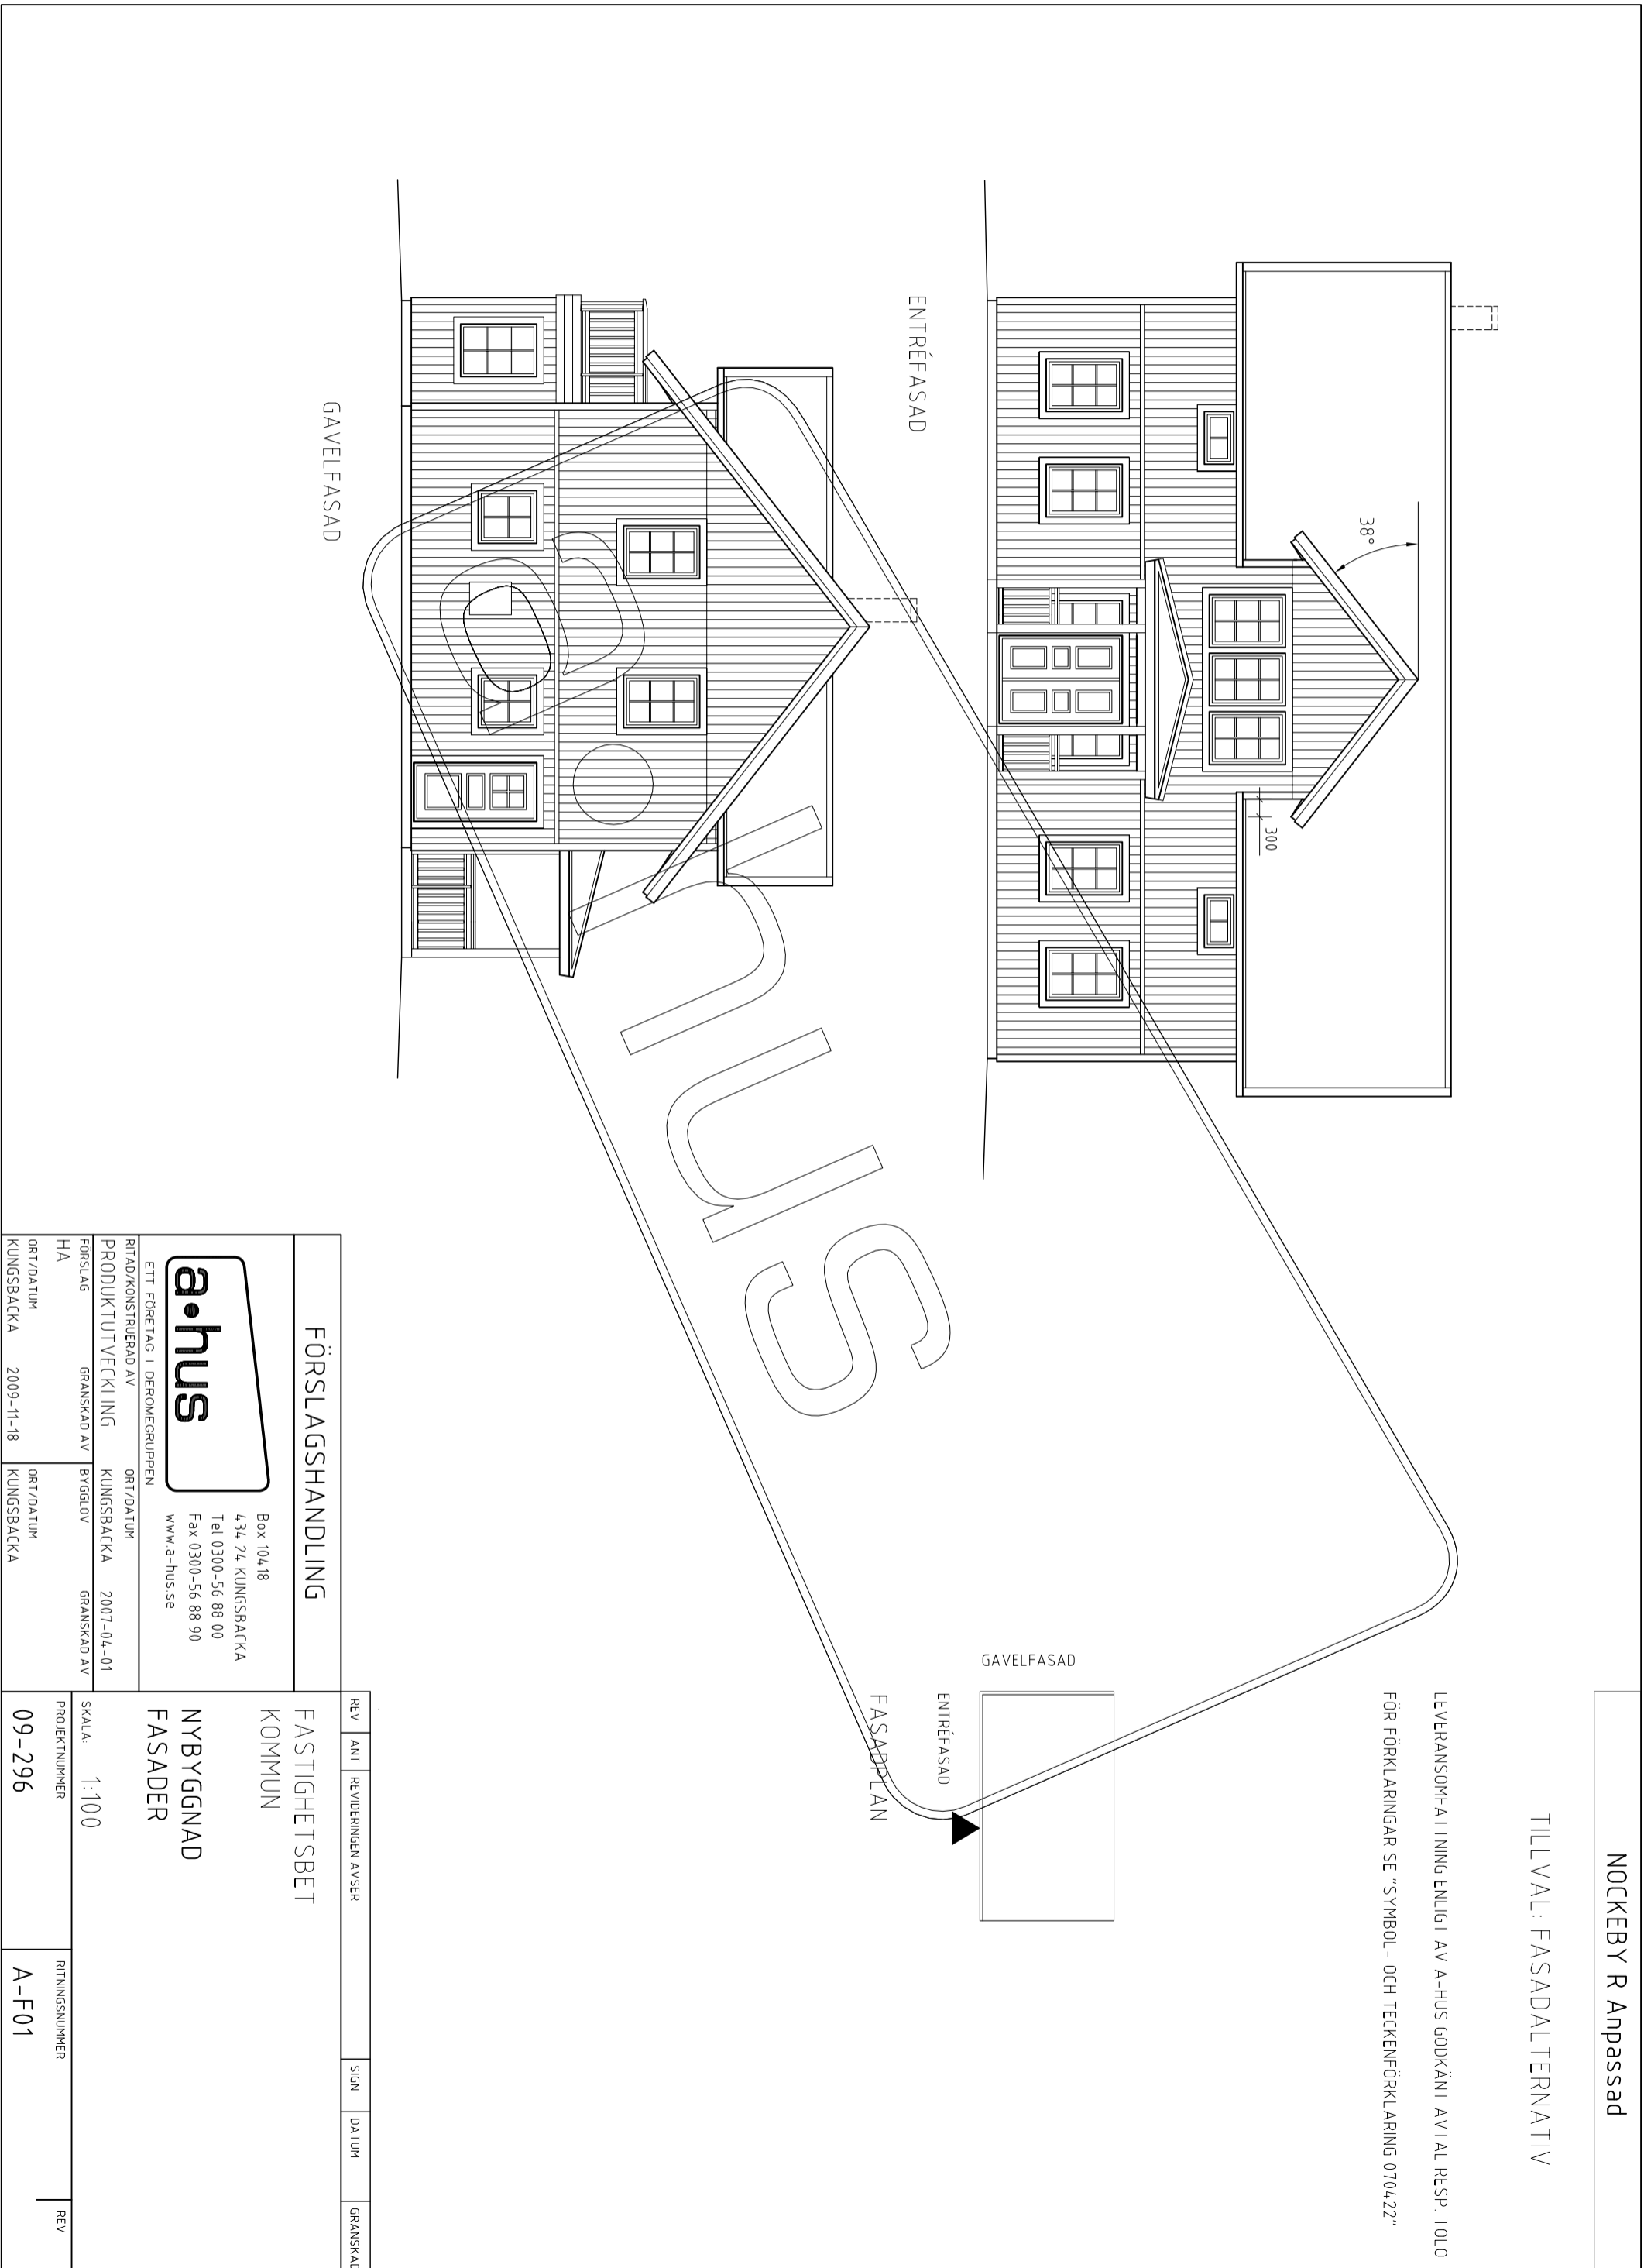 NOCKEBY R Anpassad
TILLVAL: FASADALTERNATIV
LEVERANSOMFATTNING ENLIGT AV A-HUS GODKÄNT AVTAL RESP. TOLO
FÖR FÖRKLARINGAR SE "SYMBOL- OCH TECKENFÖRKLARING 070422"
38°
300
ENTRÉFASAD
GAVELFASAD
GAVELFASAD
ENTRÉFASAD
FASADPLAN
a•hus
FÖRSLAGSHANDLING
a•hus
Box 10418
434 24 KUNGSBACKA
Tel 0300-56 88 00
Fax 0300-56 88 90
www.a-hus.se
ETT FÖRETAG I DEROMEGRUPPEN
RITAD/KONSTRUERAD AV ORT/DATUM
PRODUKTUTVECKLING KUNGSBACKA 2007-04-01
FÖRSLAG GRANSKAD AV BYGGLOV GRANSKAD AV
HA
ORT/DATUM ORT/DATUM
KUNGSBACKA 2009-11-18 KUNGSBACKA
REV ANT REVIDERINGEN AVSER SIGN DATUM GRANSKAD
FASTIGHETSBET
KOMMUN
NYBYGGNAD
FASADER
SKALA: 1:100
PROJEKTNUMMER RITNINGSNUMMER REV
09-296 A-F01